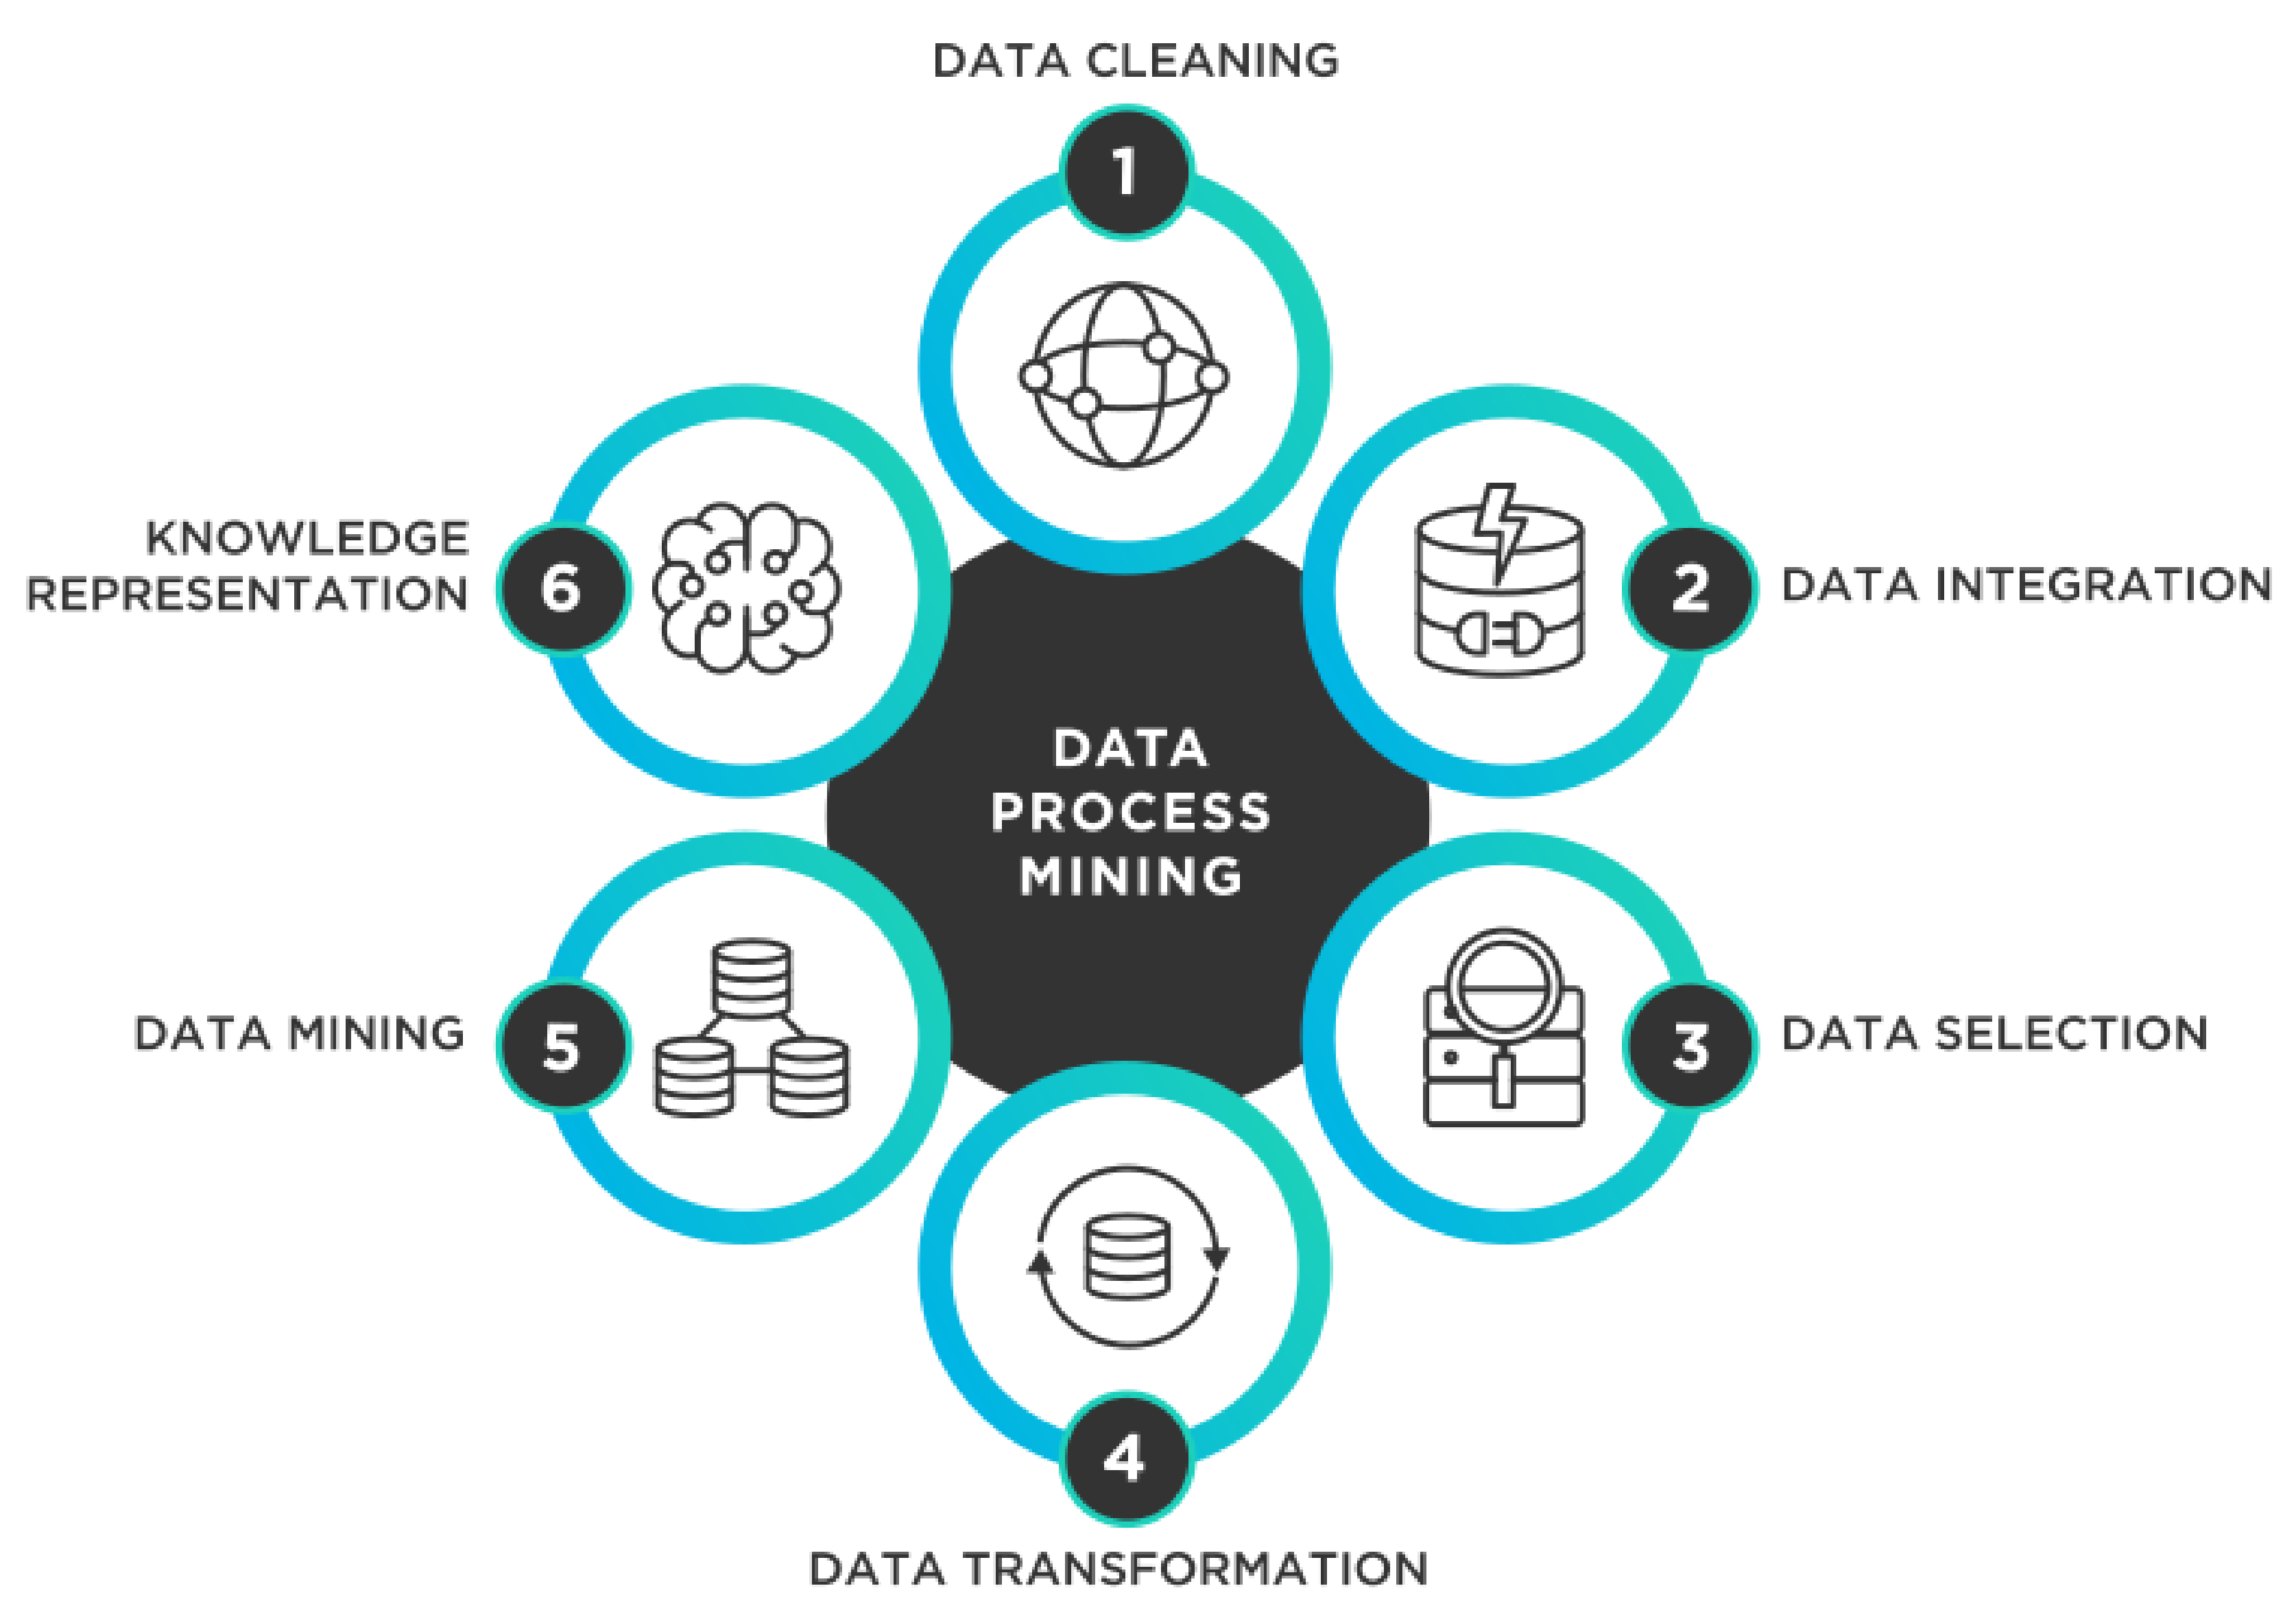 DATA CLEANING
1
2
DATA INTEGRATION
3
DATA SELECTION
4
DATA TRANSFORMATION
5
DATA MINING
6
KNOWLEDGE
REPRESENTATION
DATA
PROCESS
MINING